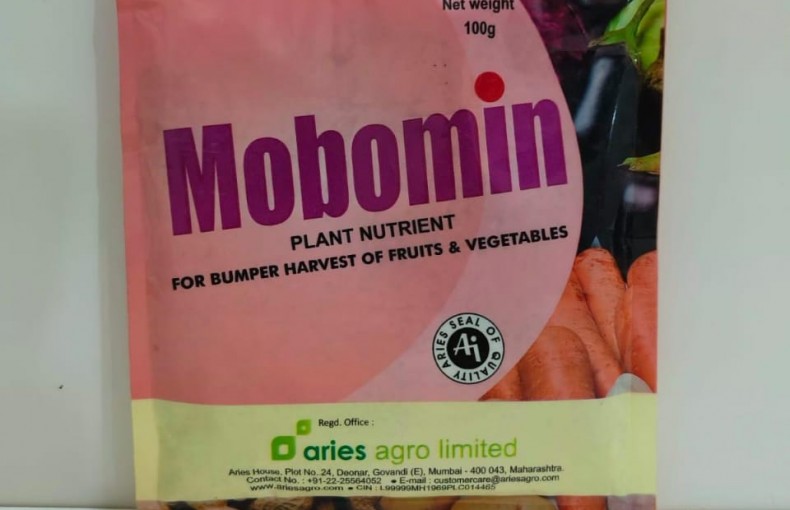 Net weight
100g
Mobomin
PLANT NUTRIENT
FOR BUMPER HARVEST OF FRUITS & VEGETABLES
ARIES SEAL OF QUALITY
Ai
Regd. Office :
aries agro limited
Aries House, Plot No. 24, Deonar, Govandi (E), Mumbai - 400 043, Maharashtra.
Contact No. : +91-22-25564052 • E-mail : customercare@ariesagro.com
www.ariesagro.com • CIN : L99999MH1969PLC014465